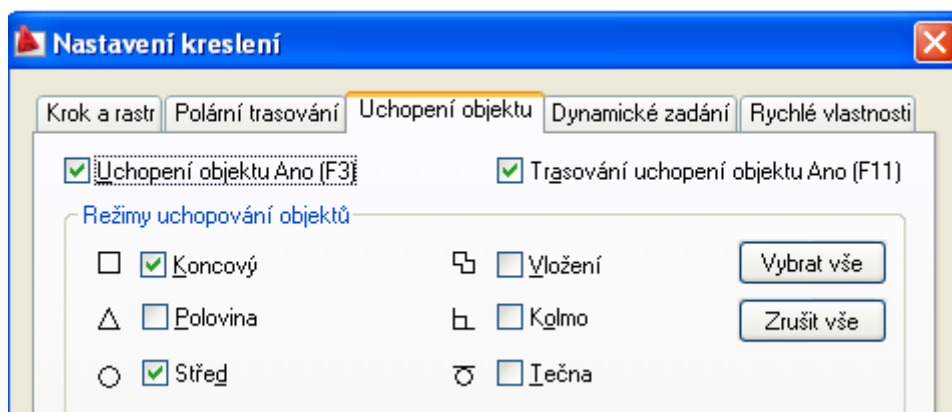 Nastavení kreslení
Krok a rastr Polární trasování Uchopení objektu Dynamické zadání Rychlé vlastnosti
Uchopení objektu Ano (F3) Trasování uchopení objektu Ano (F11)
Režimy uchopování objektů
Koncový Vložení Vybrat vše
Polovina Kolmo Zrušit vše
Střed Tečna